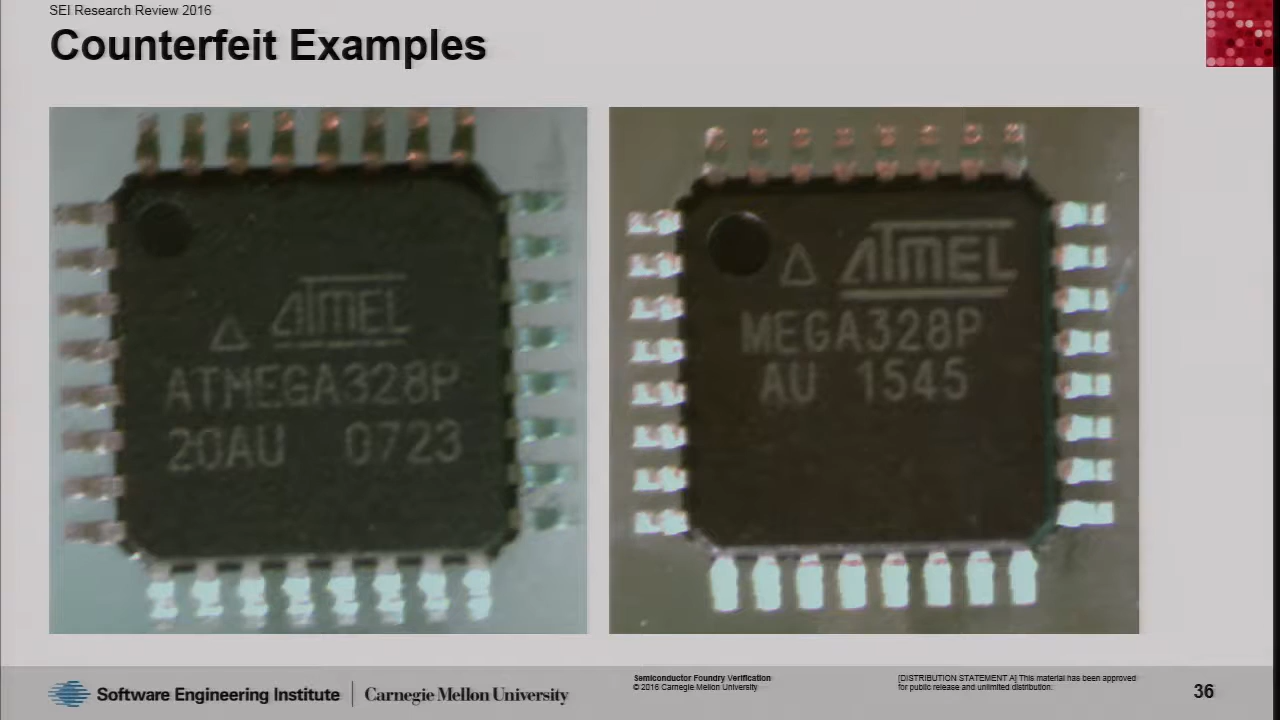 SEI Research Review 2016
Counterfeit Examples
ATMEL
ATMEGA328P
20AU 0723
ATMEL
MEGA328P
AU 1545
Software Engineering Institute
Carnegie Mellon University
Semiconductor Foundry Verification
© 2016 Carnegie Mellon University
[DISTRIBUTION STATEMENT A] This material has been approved
for public release and unlimited distribution.
36